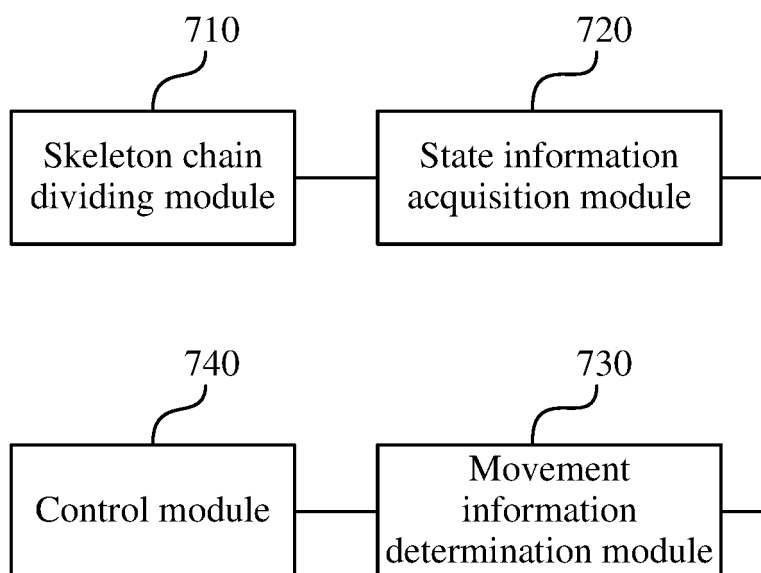 710
720
Skeleton chain
dividing module
State information
acquisition module
740
730
Control module
Movement
information
determination module